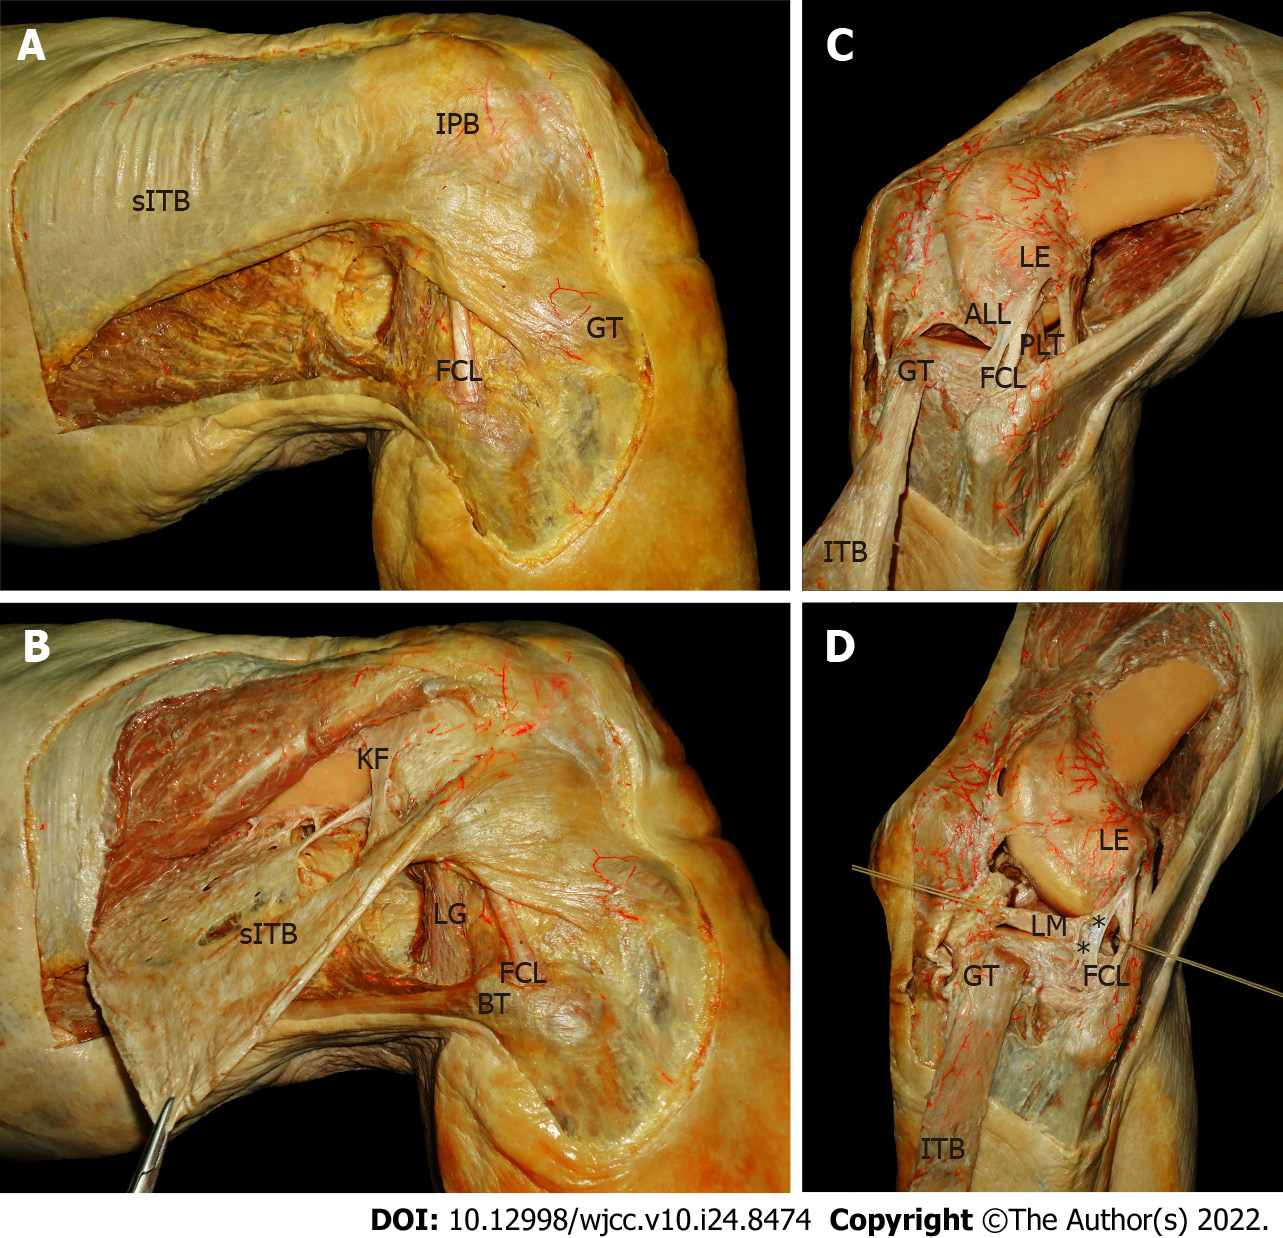 A
IPB
sITB
GT
FCL
C
LE
ALL
PLT
GT
FCL
ITB
B
KF
LG
sITB
FCL
BT
D
LE
LM
*
*
GT
FCL
ITB
DOI: 10.12998/wjcc.v10.i24.8474 Copyright ©The Author(s) 2022.